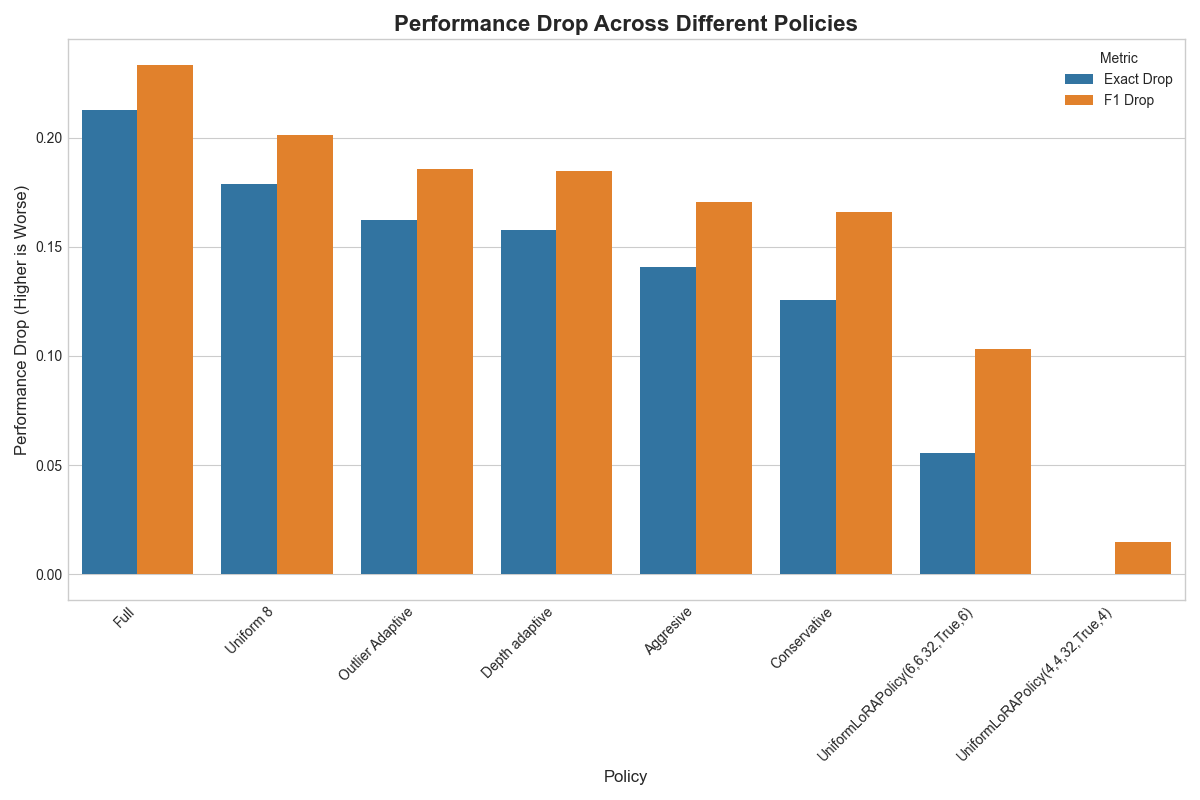 Performance Drop Across Different Policies
Metric
Exact Drop
F1 Drop
Performance Drop (Higher is Worse)
0.20
0.15
0.10
0.05
0.00
Full
Uniform 8
Outlier Adaptive
Depth adaptive
Aggresive
Conservative
UniformLoRAPolicy(6,6,32,True,6)
UniformLoRAPolicy(4,4,32,True,4)
Policy